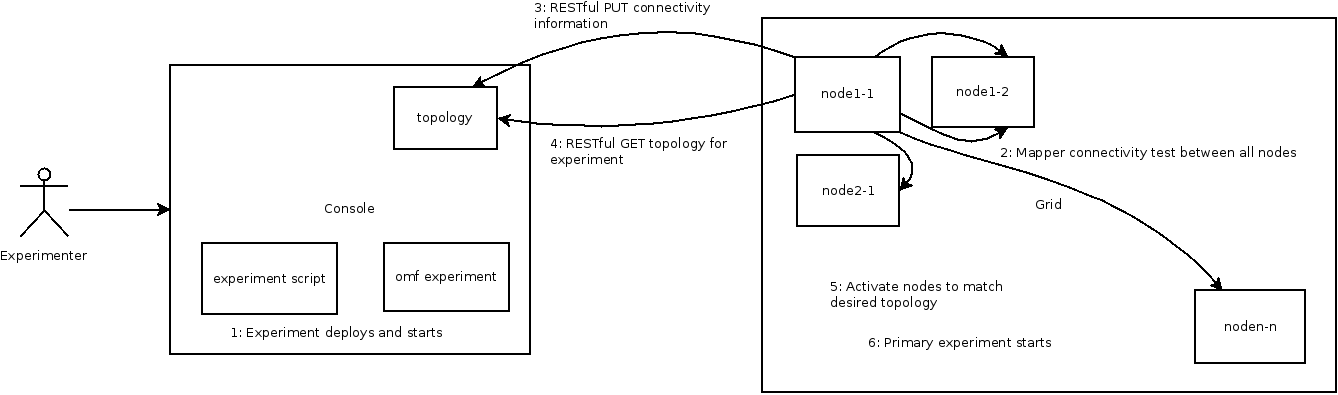 3: RESTful PUT connectivity
information
node1-1
node1-2
topology
4: RESTful GET topology for
experiment
2: Mapper connectivity test between all nodes
node2-1
Console
Grid
Experimenter
experiment script
omf experiment
5: Activate nodes to match
desired topology
1: Experiment deploys and starts
6: Primary experiment starts
noden-n